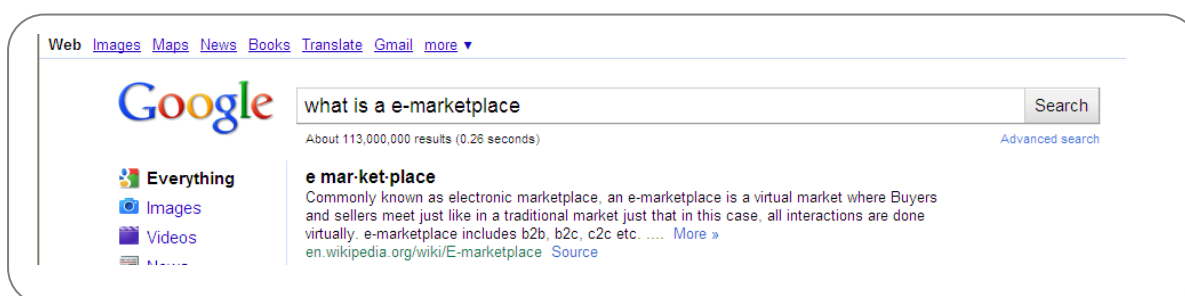 Web Images Maps News Books Translate Gmail more ▼
Google
what is a e-marketplace Search
About 113,000,000 results (0.26 seconds) Advanced search
Everything
Images
Videos
News
e mar·ket·place
Commonly known as electronic marketplace, an e-marketplace is a virtual market where Buyers
and sellers meet just like in a traditional market just that in this case, all interactions are done
virtually. e-marketplace includes b2b, b2c, c2c etc. .... More »
en.wikipedia.org/wiki/E-marketplace Source